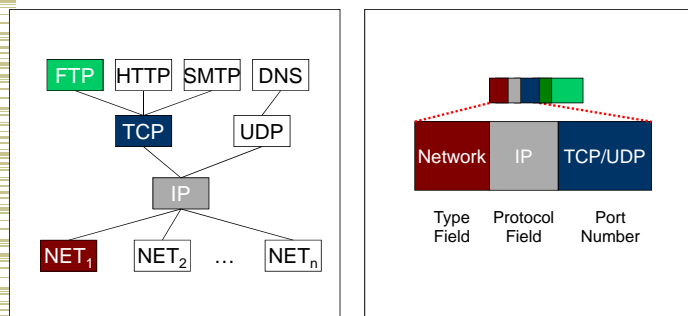 FTP HTTP SMTP DNS
TCP UDP
IP
NET1 NET2 … NETn
Network IP TCP/UDP
Type Field
Protocol Field
Port Number